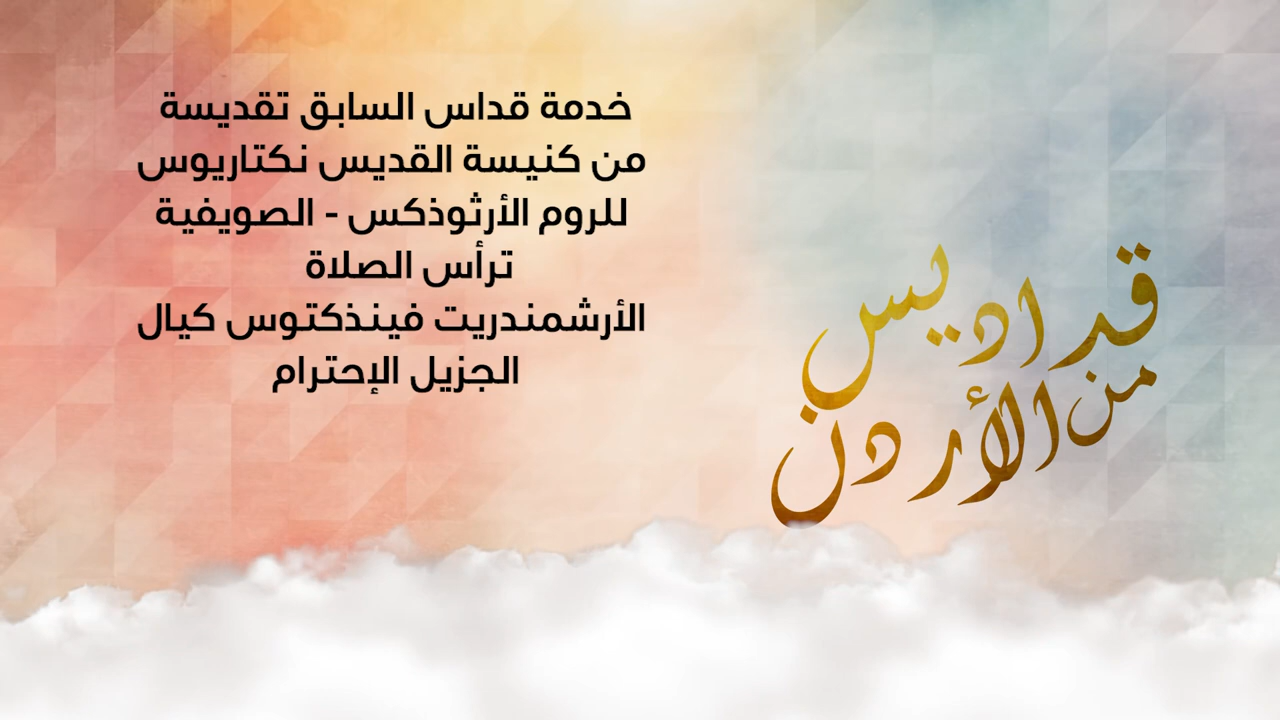 خدمة قداس السابق تقديسة
من كنيسة القديس نكتاريوس
للروم الأرثوذكس - الصويفية
ترأس الصلاة
الأرشمندريت فينذكتوس كيال
الجزيل الإحترام
قداديس
من الأردن